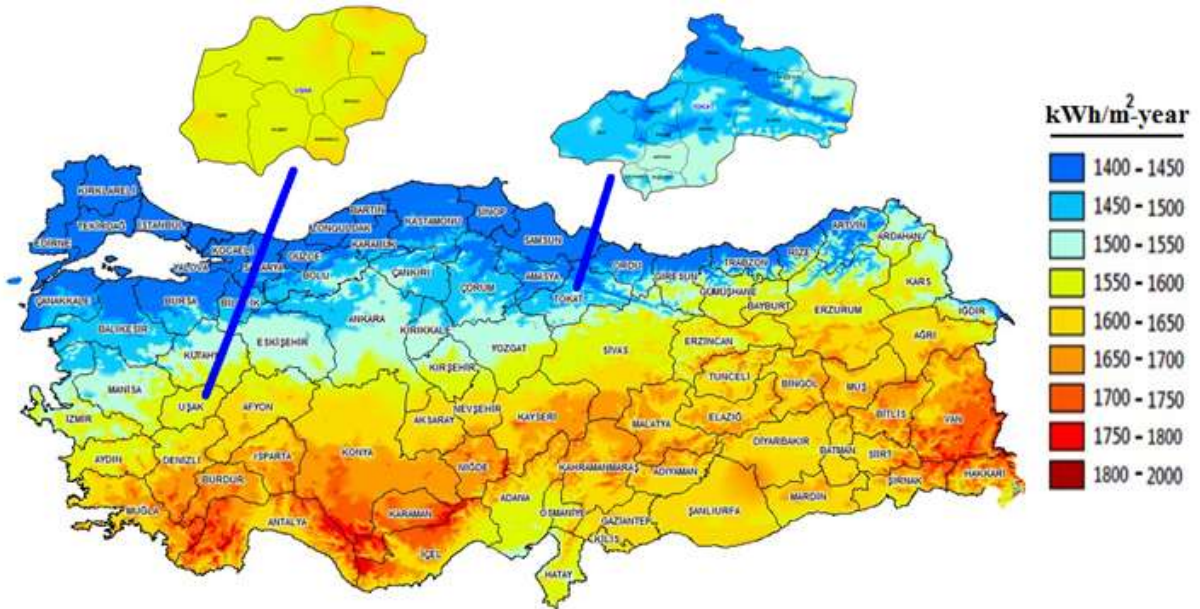 UŞAK
TOKAT
kWh/m²-year
1400 - 1450
1450 - 1500
1500 - 1550
1550 - 1600
1600 - 1650
1650 - 1700
1700 - 1750
1750 - 1800
1800 - 2000
KIRKLARELİ
TEKİRDAĞ
İSTANBUL
EDİRNE
KOCAELİ
YALOVA
ÇANAKKALE
BURSA
BALIKESİR
BARTIN
KASTAMONU
SİNOP
KARABÜK
BOLU
ÇANKIRI
SAMSUN
AMASYA
ÇORUM
TOKAT
ORDU
GİRESUN
TRABZON
RİZE
ARTVİN
ARDAHAN
GÜMÜŞHANE
BAYBURT
KARS
IĞDIR
ERZURUM
AĞRI
ANKARA
KIRIKKALE
ESKİŞEHİR
YOZGAT
SİVAS
ERZİNCAN
KIRŞEHİR
TUNCELİ
BİNGÖL
MUŞ
MANİSA
İZMİR
UŞAK
AFYON
AKSARAY
NEVŞEHİR
KAYSERİ
MALATYA
ELAZIĞ
BİTLİS
VAN
AYDIN
DENİZLİ
ISPARTA
KONYA
NİĞDE
KAHRAMANMARAŞ
ADIYAMAN
DİYARBAKIR
BATMAN
SİİRT
ŞIRNAK
HAKKARİ
BURDUR
MUĞLA
ANTALYA
KARAMAN
ADANA
OSMANİYE
GAZİANTEP
KİLİS
ŞANLIURFA
MARDİN
İÇEL
HATAY